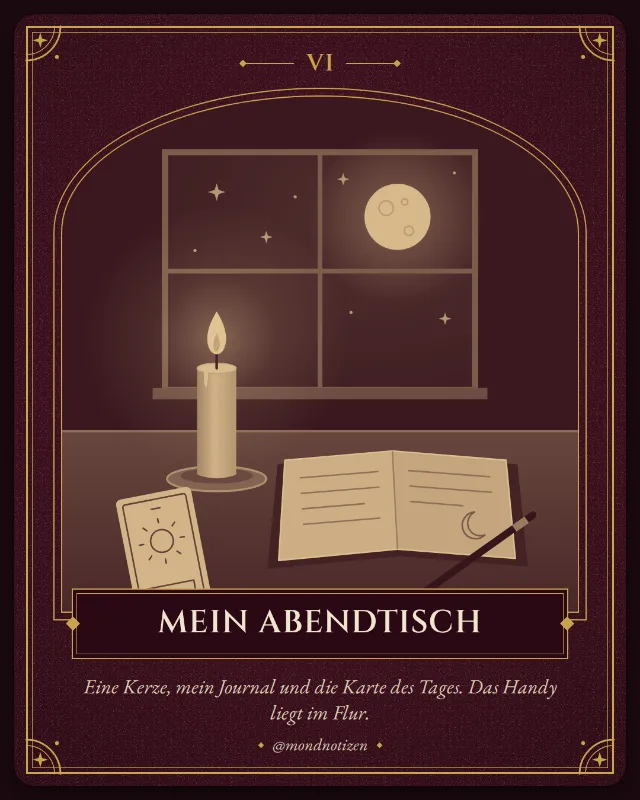 VI
MEIN ABENDTISCH
Eine Kerze, mein Journal und die Karte des Tages. Das Handy
liegt im Flur.
@mondnotizen